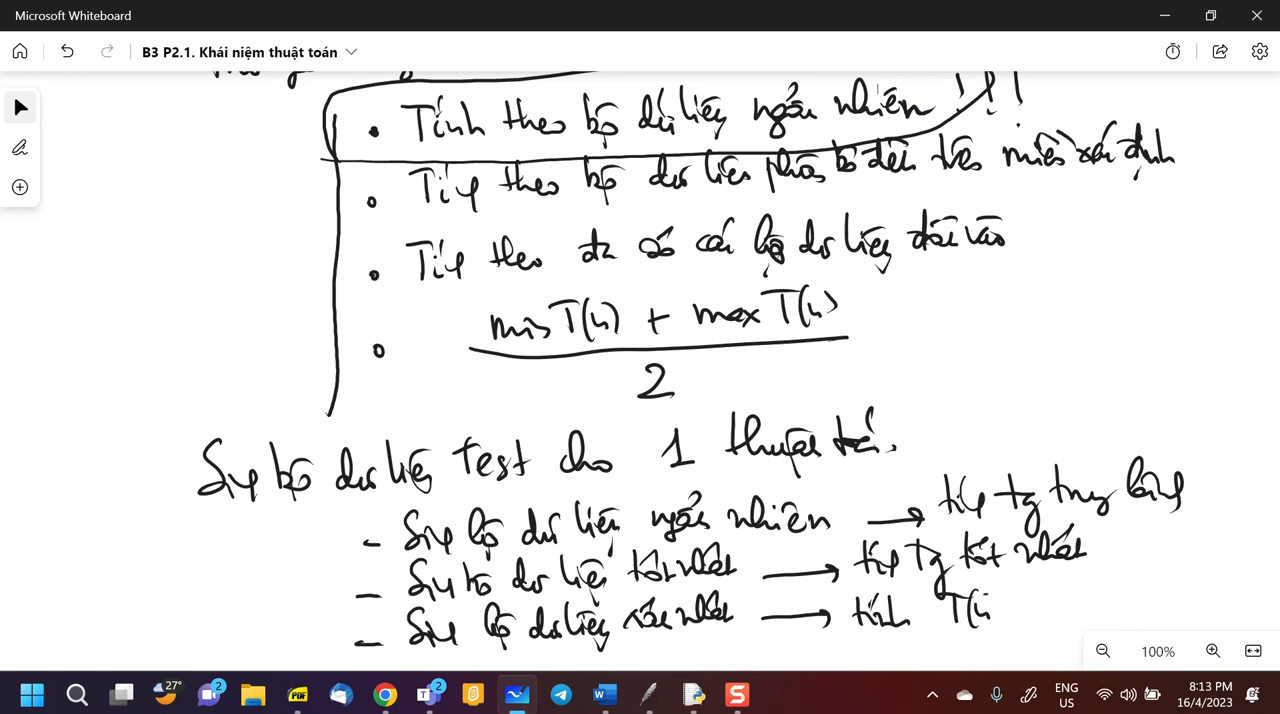 Microsoft Whiteboard
B3 P2.1. Khái niệm thuật toán
• Tính theo bộ dữ liệu ngẫu nhiên !!!
• Tính theo bộ dữ liệu phân bố đều trên miền xác định
• Tính theo đa số các bộ dữ liệu đầu vào
• min T(n) + max T(n)
2
Sinh bộ dữ liệu test cho 1 thuật toán.
- Sinh bộ dữ liệu ngẫu nhiên → tính tg trung bình
- Sinh bộ dữ liệu tốt nhất → tính tg tốt nhất
- Sinh bộ dữ liệu xấu nhất → tính T(n
100%
27°
2
2
ENG
US
8:13 PM
16/4/2023